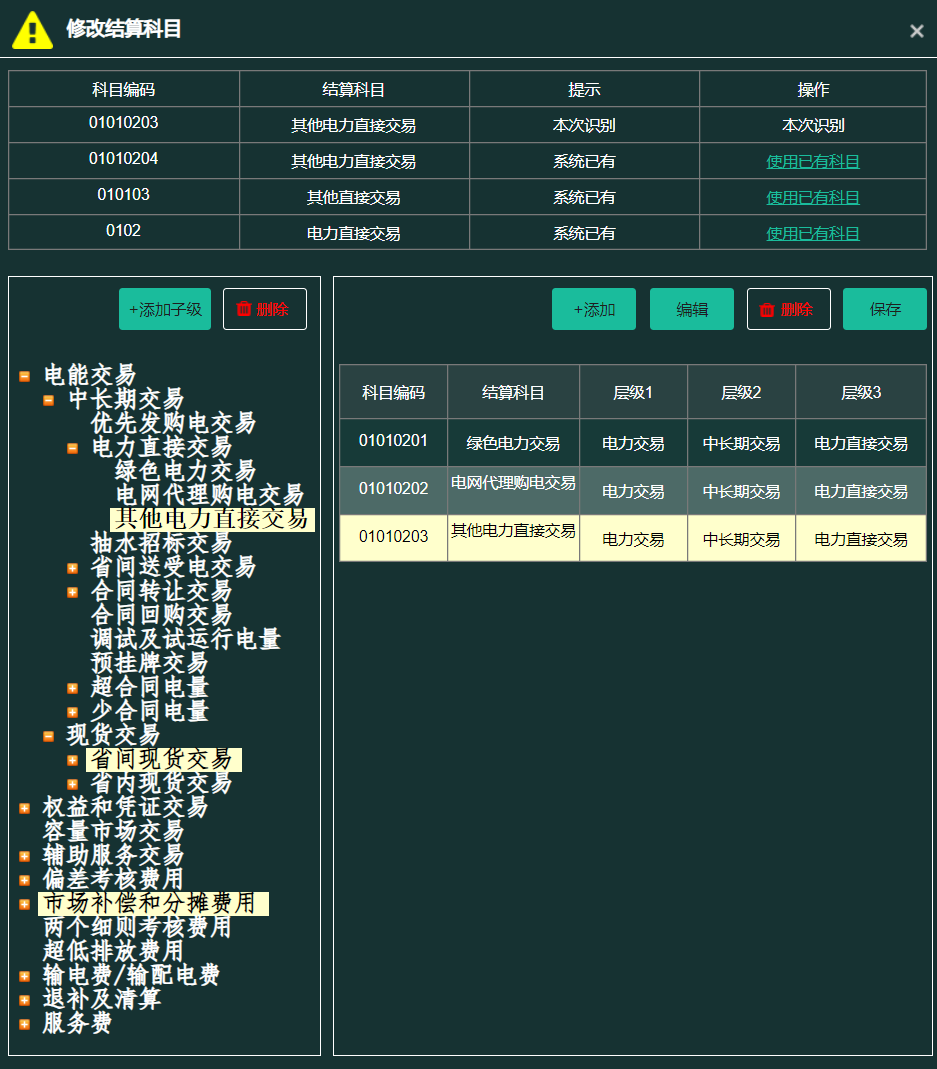 修改结算科目
科目编码 结算科目 提示 操作
01010203 其他电力直接交易 本次识别 本次识别
01010204 其他电力直接交易 系统已有 使用已有科目
010103 其他直接交易 系统已有 使用已有科目
0102 电力直接交易 系统已有 使用已有科目
+添加子级 删除
电能交易
中长期交易
优先发购电交易
电力直接交易
绿色电力交易
电网代理购电交易
其他电力直接交易
抽水招标交易
省间送受电交易
合同转让交易
合同回购交易
调试及试运行电量
预挂牌交易
超合同电量
少合同电量
现货交易
省间现货交易
省内现货交易
权益和凭证交易
容量市场交易
辅助服务交易
偏差考核费用
市场补偿和分摊费用
两个细则考核费用
超低排放费用
输电费/输配电费
退补及清算
服务费
+添加 编辑 删除 保存
科目编码 结算科目 层级1 层级2 层级3
01010201 绿色电力交易 电力交易 中长期交易 电力直接交易
01010202 电网代理购电交易 电力交易 中长期交易 电力直接交易
01010203 其他电力直接交易 电力交易 中长期交易 电力直接交易